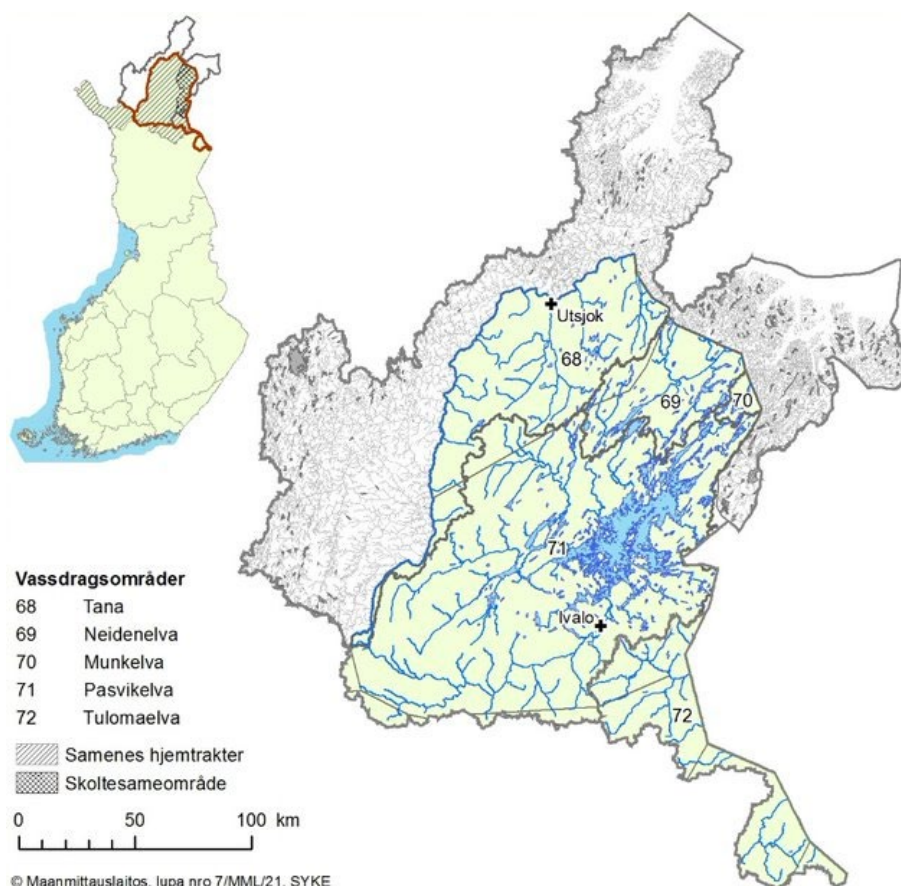 Utsjok
68
69
70
71
Ivalo
72
Vassdragsområder
68 Tana
69 Neidenelva
70 Munkelva
71 Pasvikelva
72 Tulomaelva
Samenes hjemtrakter
Skoltesameområde
0 50 100 km
© Maanmittauslaitos, lupa nro 7/MML/21, SYKE